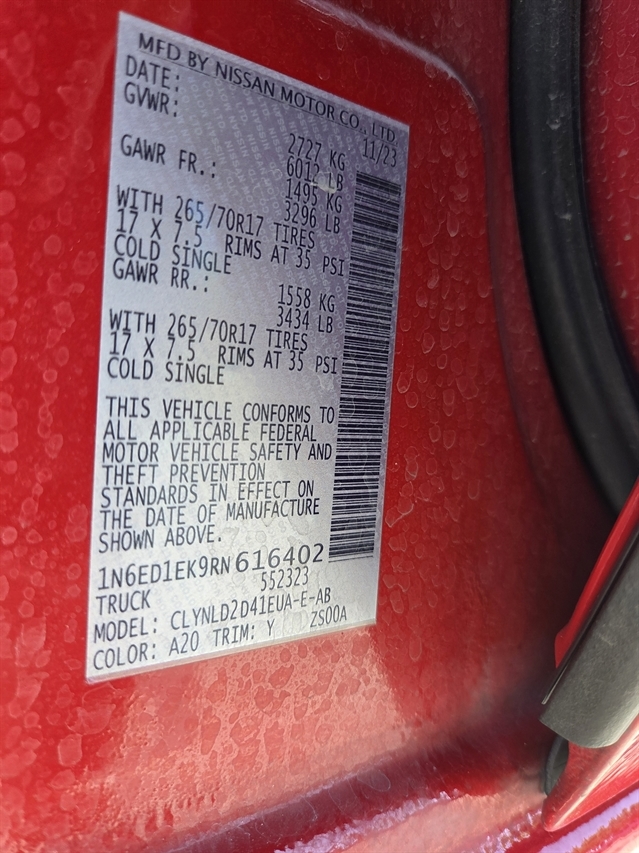 MFD BY NISSAN MOTOR CO., LTD.
DATE: 11/23
GVWR: 2727 KG
6012 LB
GAWR FR.: 1495 KG
3296 LB
WITH 265/70R17 TIRES
17 X 7.5 RIMS AT 35 PSI
COLD SINGLE
GAWR RR.: 1558 KG
3434 LB
WITH 265/70R17 TIRES
17 X 7.5 RIMS AT 35 PSI
COLD SINGLE
THIS VEHICLE CONFORMS TO
ALL APPLICABLE FEDERAL
MOTOR VEHICLE SAFETY AND
THEFT PREVENTION
STANDARDS IN EFFECT ON
THE DATE OF MANUFACTURE
SHOWN ABOVE.
1N6ED1EK9RN616402
TRUCK 552323
MODEL: CLYNLD2D41EUA-E-AB
COLOR: A20 TRIM: Y ZS00A